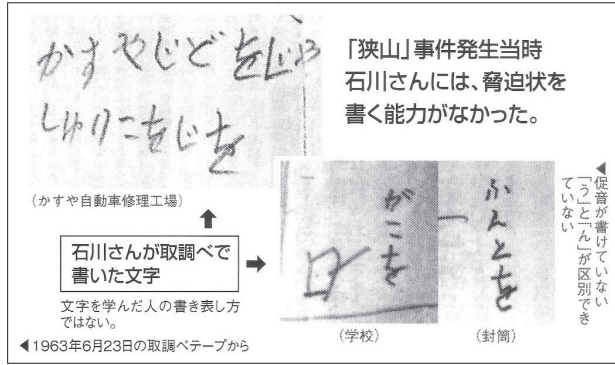 かすやじどをじや
しゆりこをじを
(かすや自動車修理工場)
「狭山」事件発生当時
石川さんには、脅迫状を
書く能力がなかった。
石川さんが取調べで
書いた文字
文字を学んだ人の書き表し方
ではない。
◀1963年6月23日の取調べテープから
がこを
(学校)
ふんとを
(封筒)
◀促音が書けていない
「う」と「ん」が区別でき
ていない